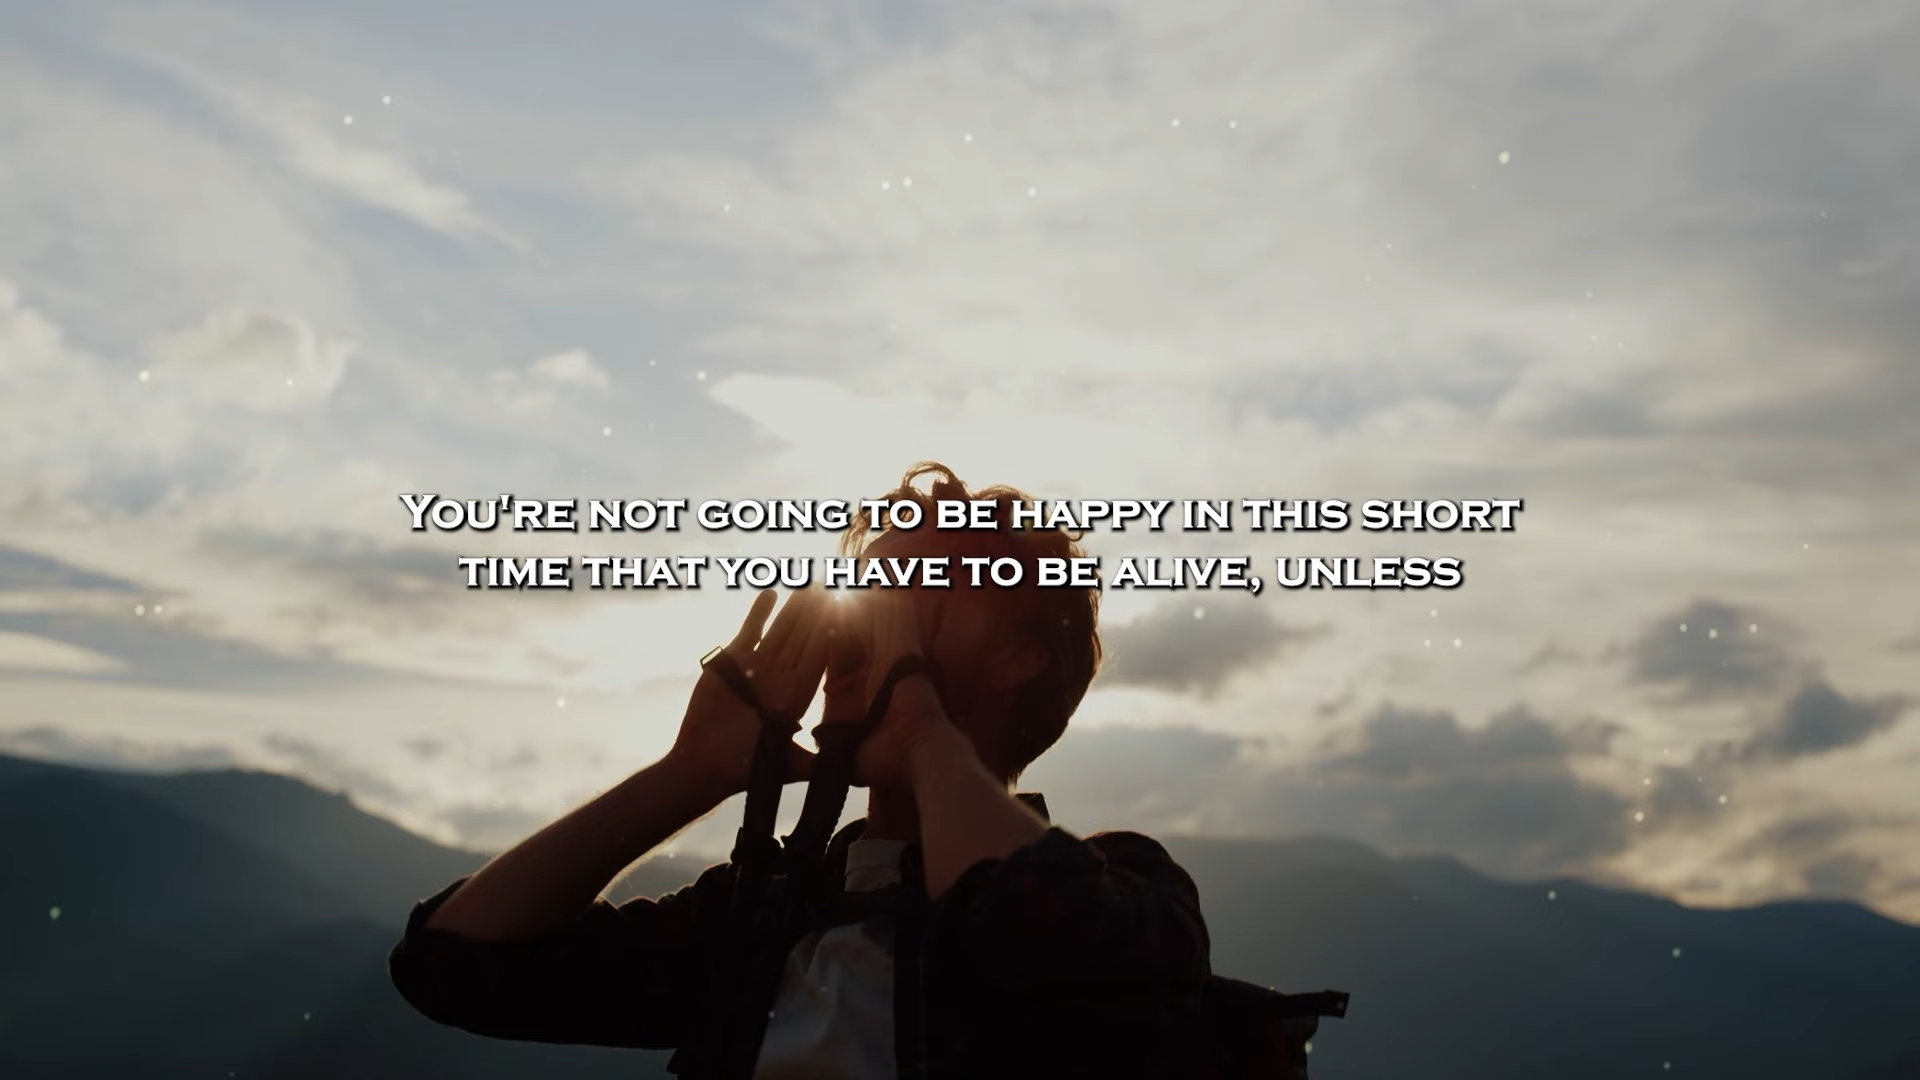 You're not going to be happy in this short
time that you have to be alive, unless